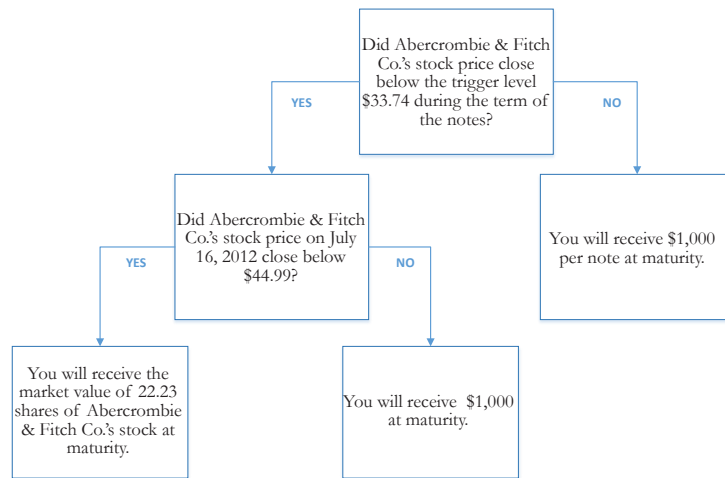 Did Abercrombie & Fitch
Co.'s stock price close
below the trigger level
$33.74 during the term of
the notes?
YES
NO
Did Abercrombie & Fitch
Co.'s stock price on July
16, 2012 close below
$44.99?
You will receive $1,000
per note at maturity.
YES
NO
You will receive the
market value of 22.23
shares of Abercrombie
& Fitch Co.'s stock at
maturity.
You will receive $1,000
at maturity.